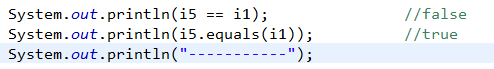 System.out.println(i5 == i1);                 //false
System.out.println(i5.equals(i1));            //true
System.out.println("-----------");